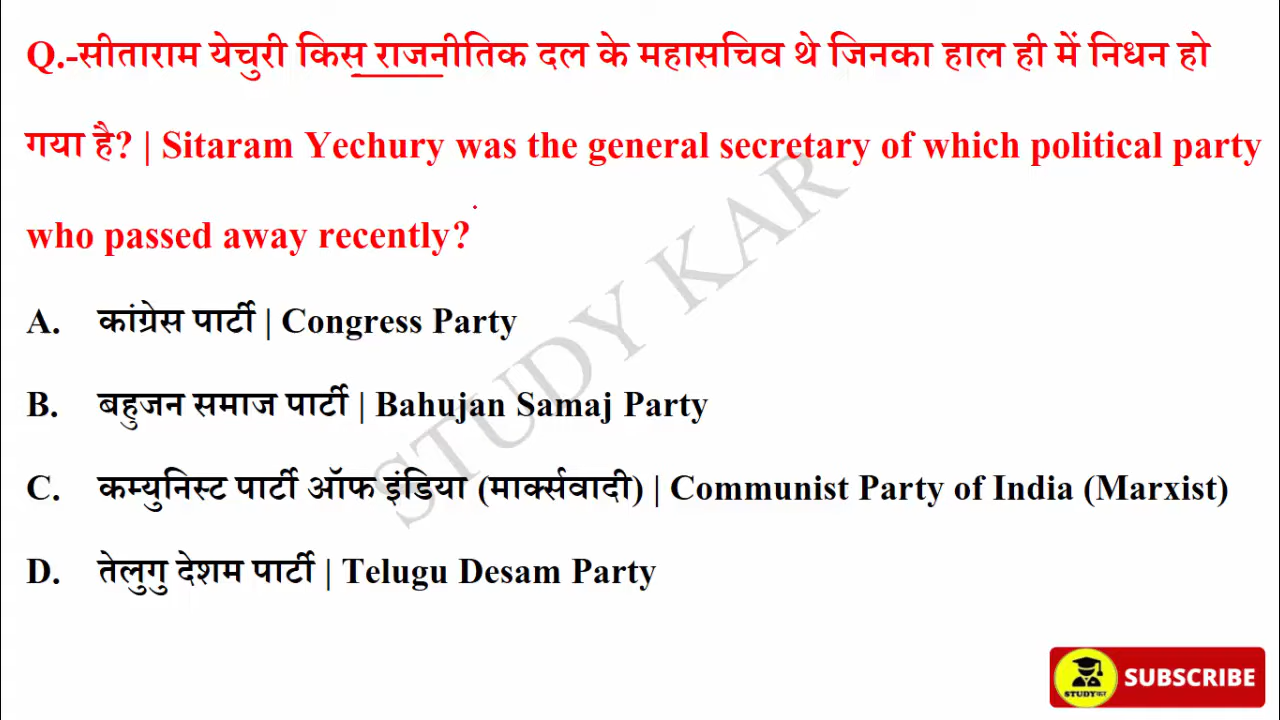 Q.-सीताराम येचुरी किस राजनीतिक दल के महासचिव थे जिनका हाल ही में निधन हो
गया है? | Sitaram Yechury was the general secretary of which political party
who passed away recently?
A. कांग्रेस पार्टी | Congress Party
B. बहुजन समाज पार्टी | Bahujan Samaj Party
C. कम्युनिस्ट पार्टी ऑफ इंडिया (मार्क्सवादी) | Communist Party of India (Marxist)
D. तेलुगु देशम पार्टी | Telugu Desam Party
STUDY KAR
STUDYकर
SUBSCRIBE